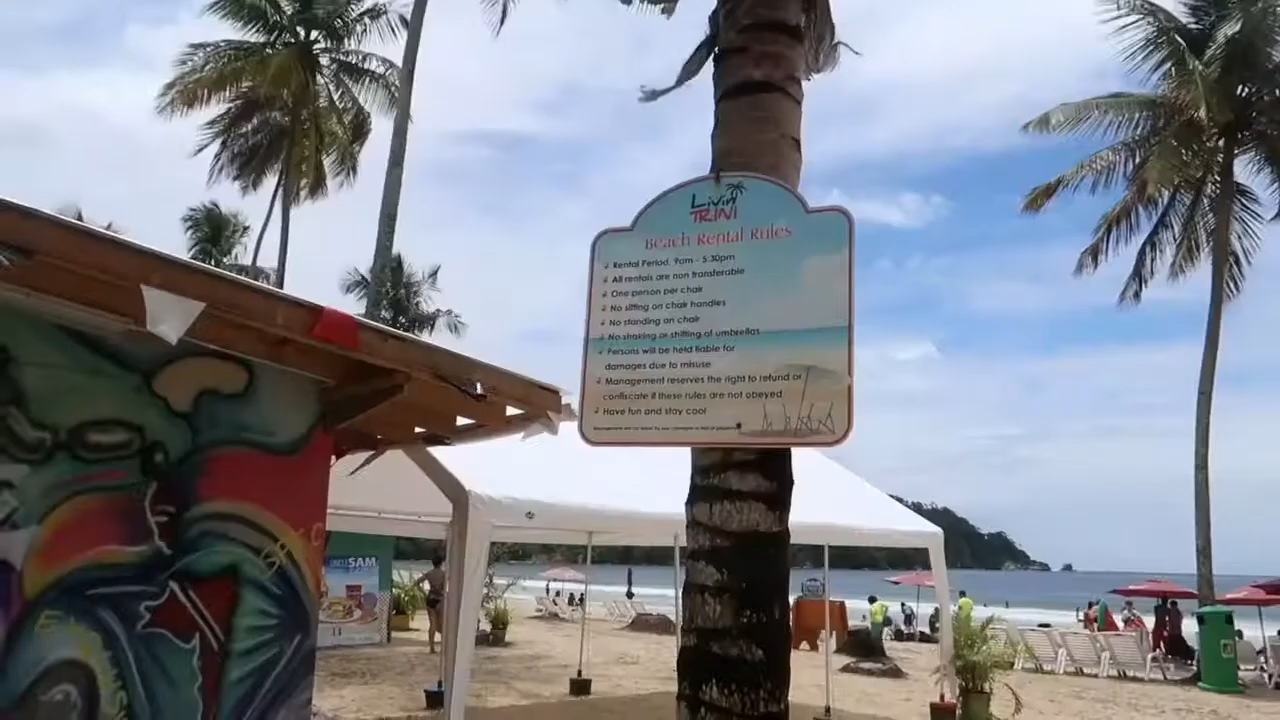 Livin
TRINI
Beach Rental Rules
Rental Period, 9am - 5:30pm
All rentals are non transferable
One person per chair
No sitting on chair handles
No standing on chair
No shaking or shifting of umbrellas
Persons will be held liable for
damages due to misuse
Management reserves the right to refund or
confiscate if these rules are not obeyed
Have fun and stay cool
UNCLE SAM